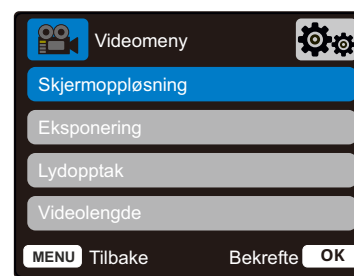 Videomeny
Skjermoppløsning
Eksponering
Lydopptak
Videolengde
MENU Tilbake Bekrefte OK